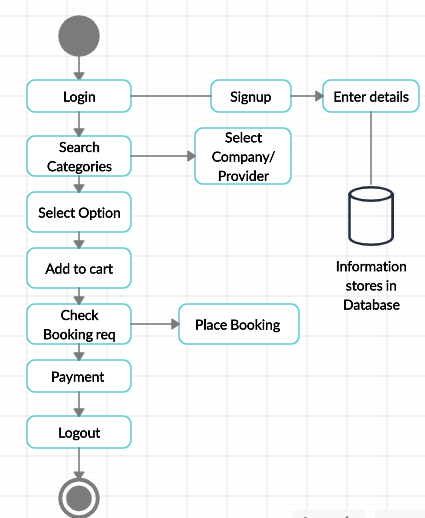 Login
Signup
Enter details
Search
Categories
Select
Company/
Provider
Select Option
Add to cart
Information
stores in
Database
Check
Booking req
Place Booking
Payment
Logout